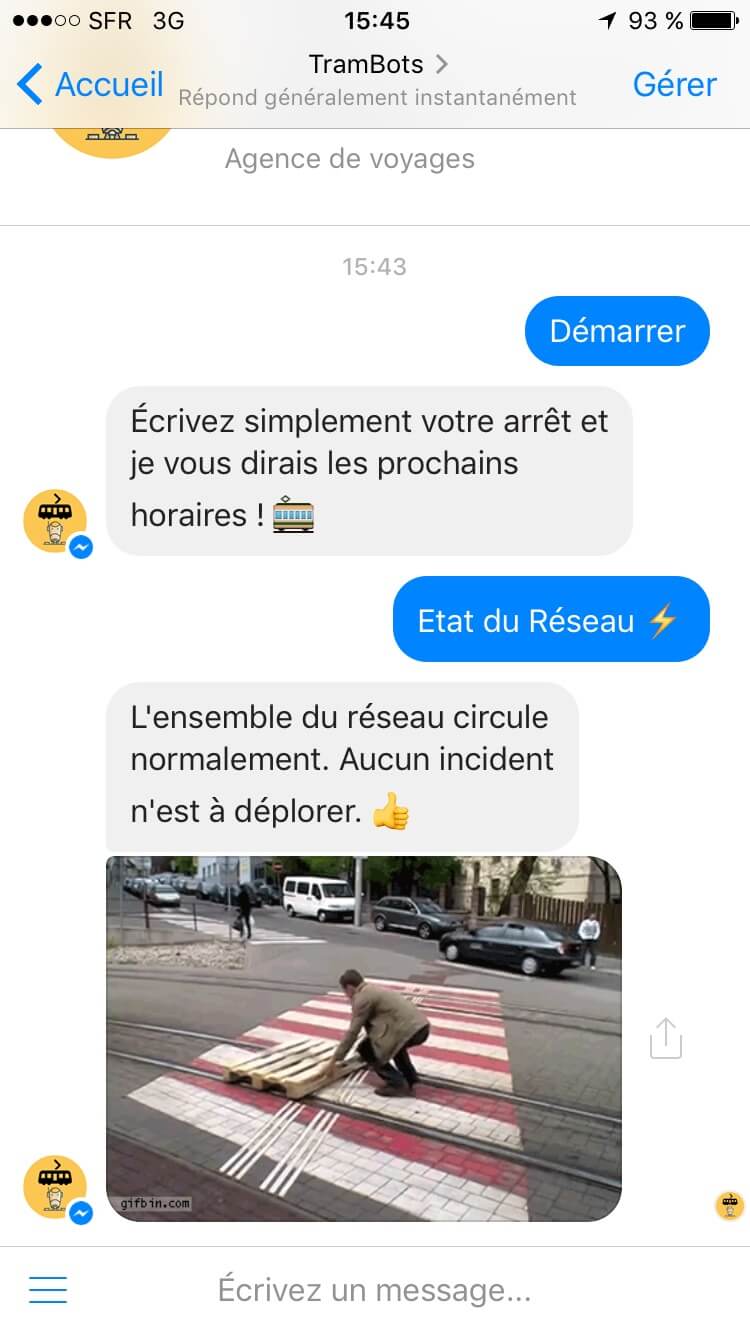 SFR 3G 15:45 93 %
Accueil TramBots Gérer
Répond généralement instantanément
Agence de voyages
15:43
Démarrer
Écrivez simplement votre arrêt et
je vous dirais les prochains
horaires ! 🚋
Etat du Réseau ⚡
L'ensemble du réseau circule
normalement. Aucun incident
n'est à déplorer. 👍
gifbin.com
Écrivez un message...